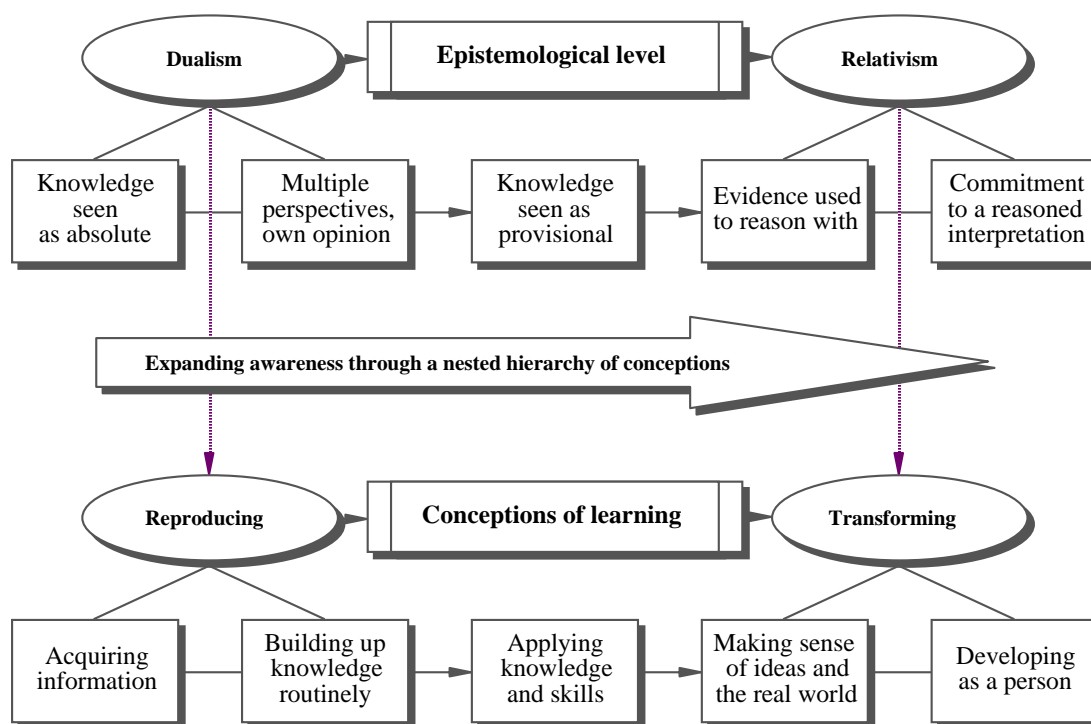 Dualism
Epistemological level
Relativism
Knowledge
seen
as absolute
Multiple
perspectives,
own opinion
Knowledge
seen as
provisional
Evidence used
to reason with
Commitment
to a reasoned
interpretation
Expanding awareness through a nested hierarchy of conceptions
Reproducing
Conceptions of learning
Transforming
Acquiring
information
Building up
knowledge
routinely
Applying
knowledge
and skills
Making sense
of ideas and
the real world
Developing
as a person